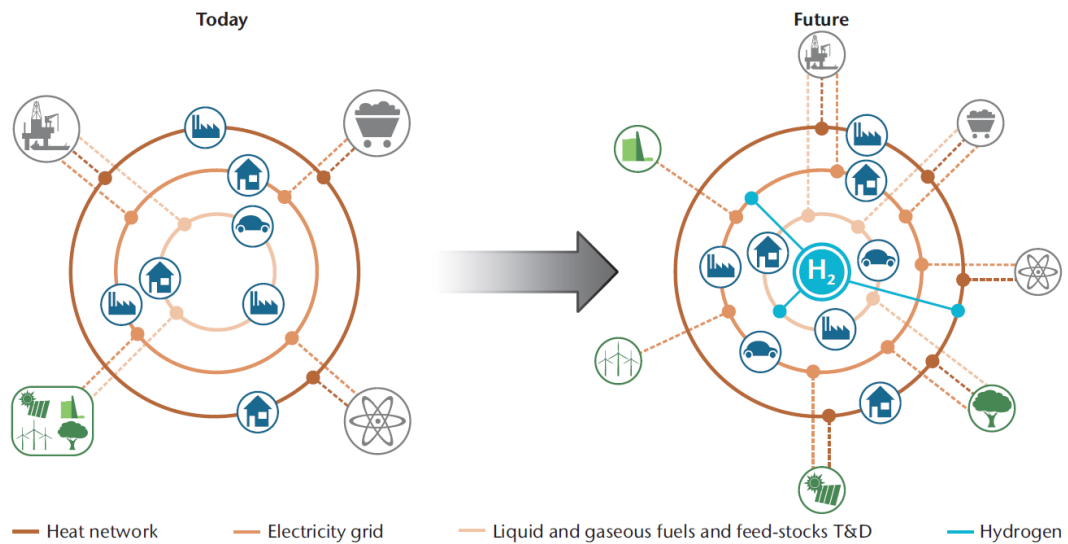 Today
Future
H₂
Heat network
Electricity grid
Liquid and gaseous fuels and feed-stocks T&D
Hydrogen